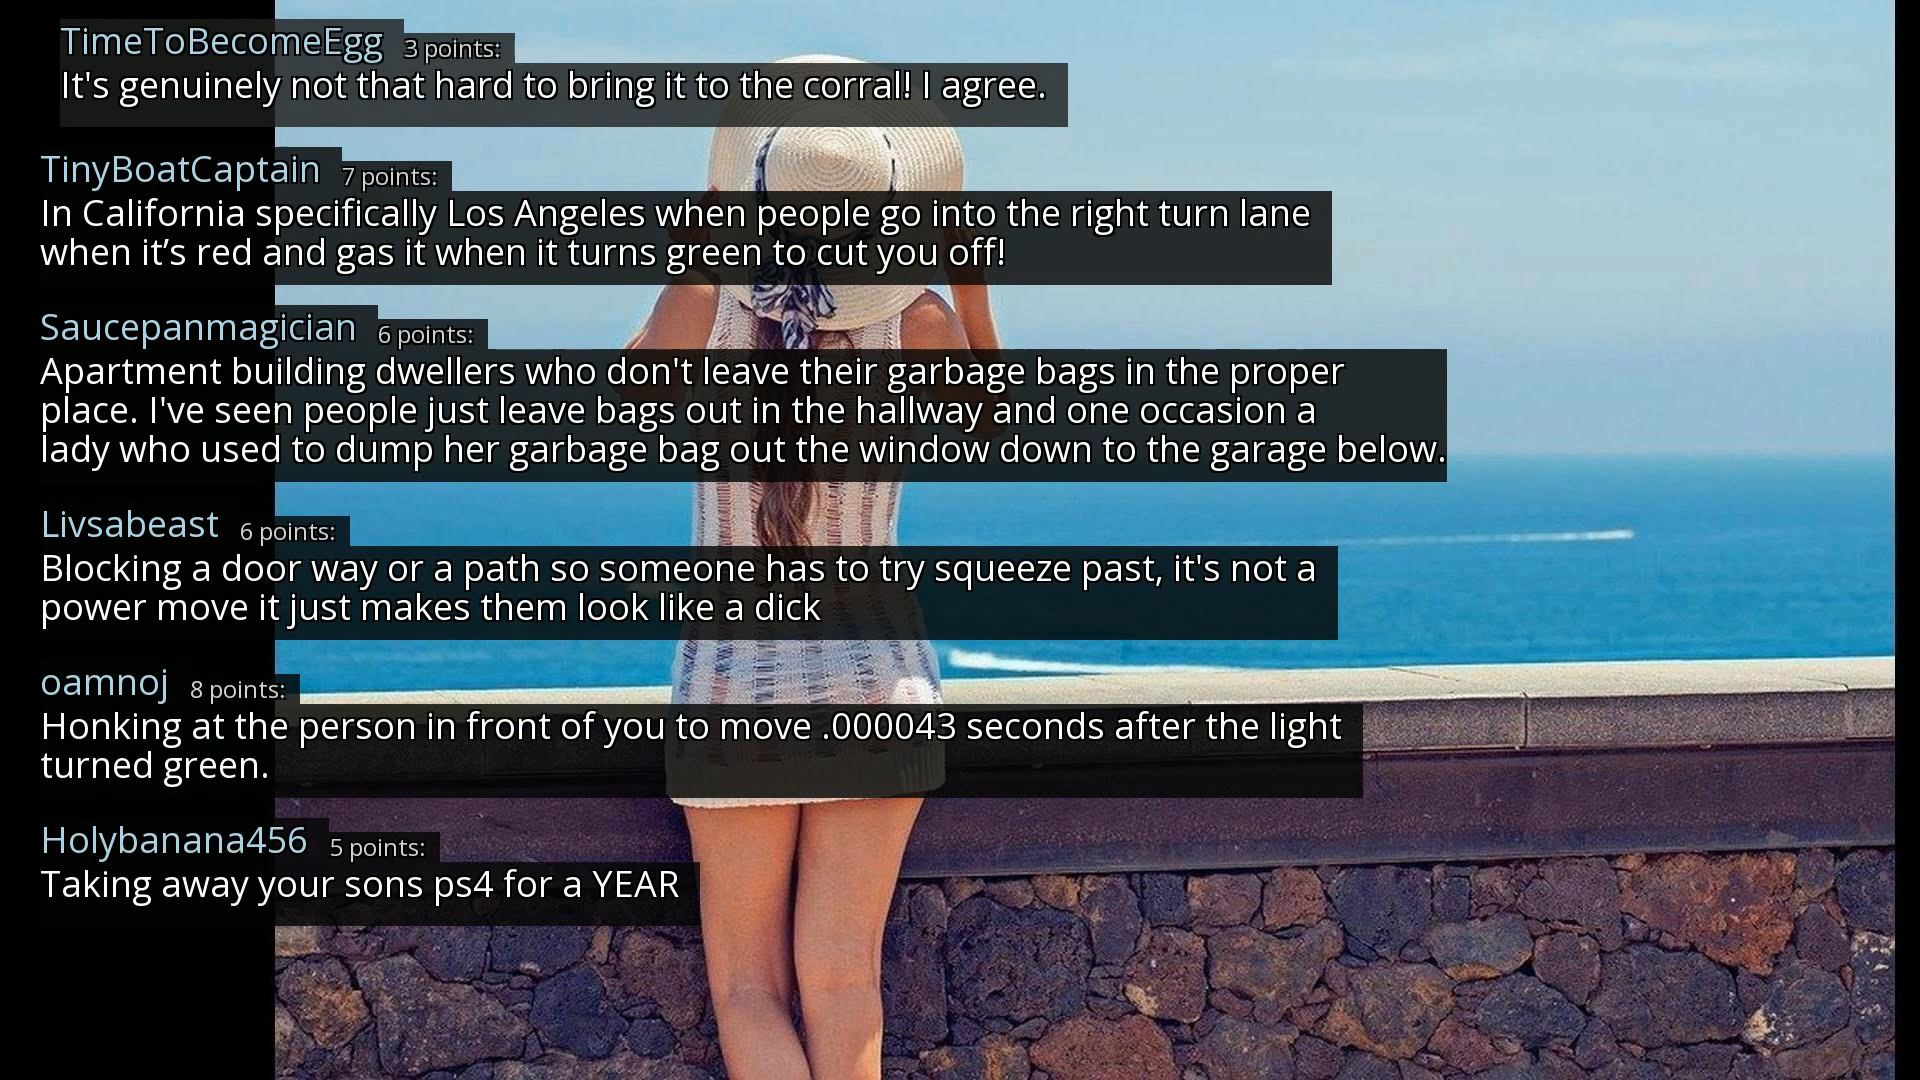 TimeToBecomeEgg 3 points:
It's genuinely not that hard to bring it to the corral! I agree.
TinyBoatCaptain 7 points:
In California specifically Los Angeles when people go into the right turn lane
when it’s red and gas it when it turns green to cut you off!
Saucepanmagician 6 points:
Apartment building dwellers who don't leave their garbage bags in the proper
place. I've seen people just leave bags out in the hallway and one occasion a
lady who used to dump her garbage bag out the window down to the garage below.
Livsabeast 6 points:
Blocking a door way or a path so someone has to try squeeze past, it's not a
power move it just makes them look like a dick
oamnoj 8 points:
Honking at the person in front of you to move .000043 seconds after the light
turned green.
Holybanana456 5 points:
Taking away your sons ps4 for a YEAR